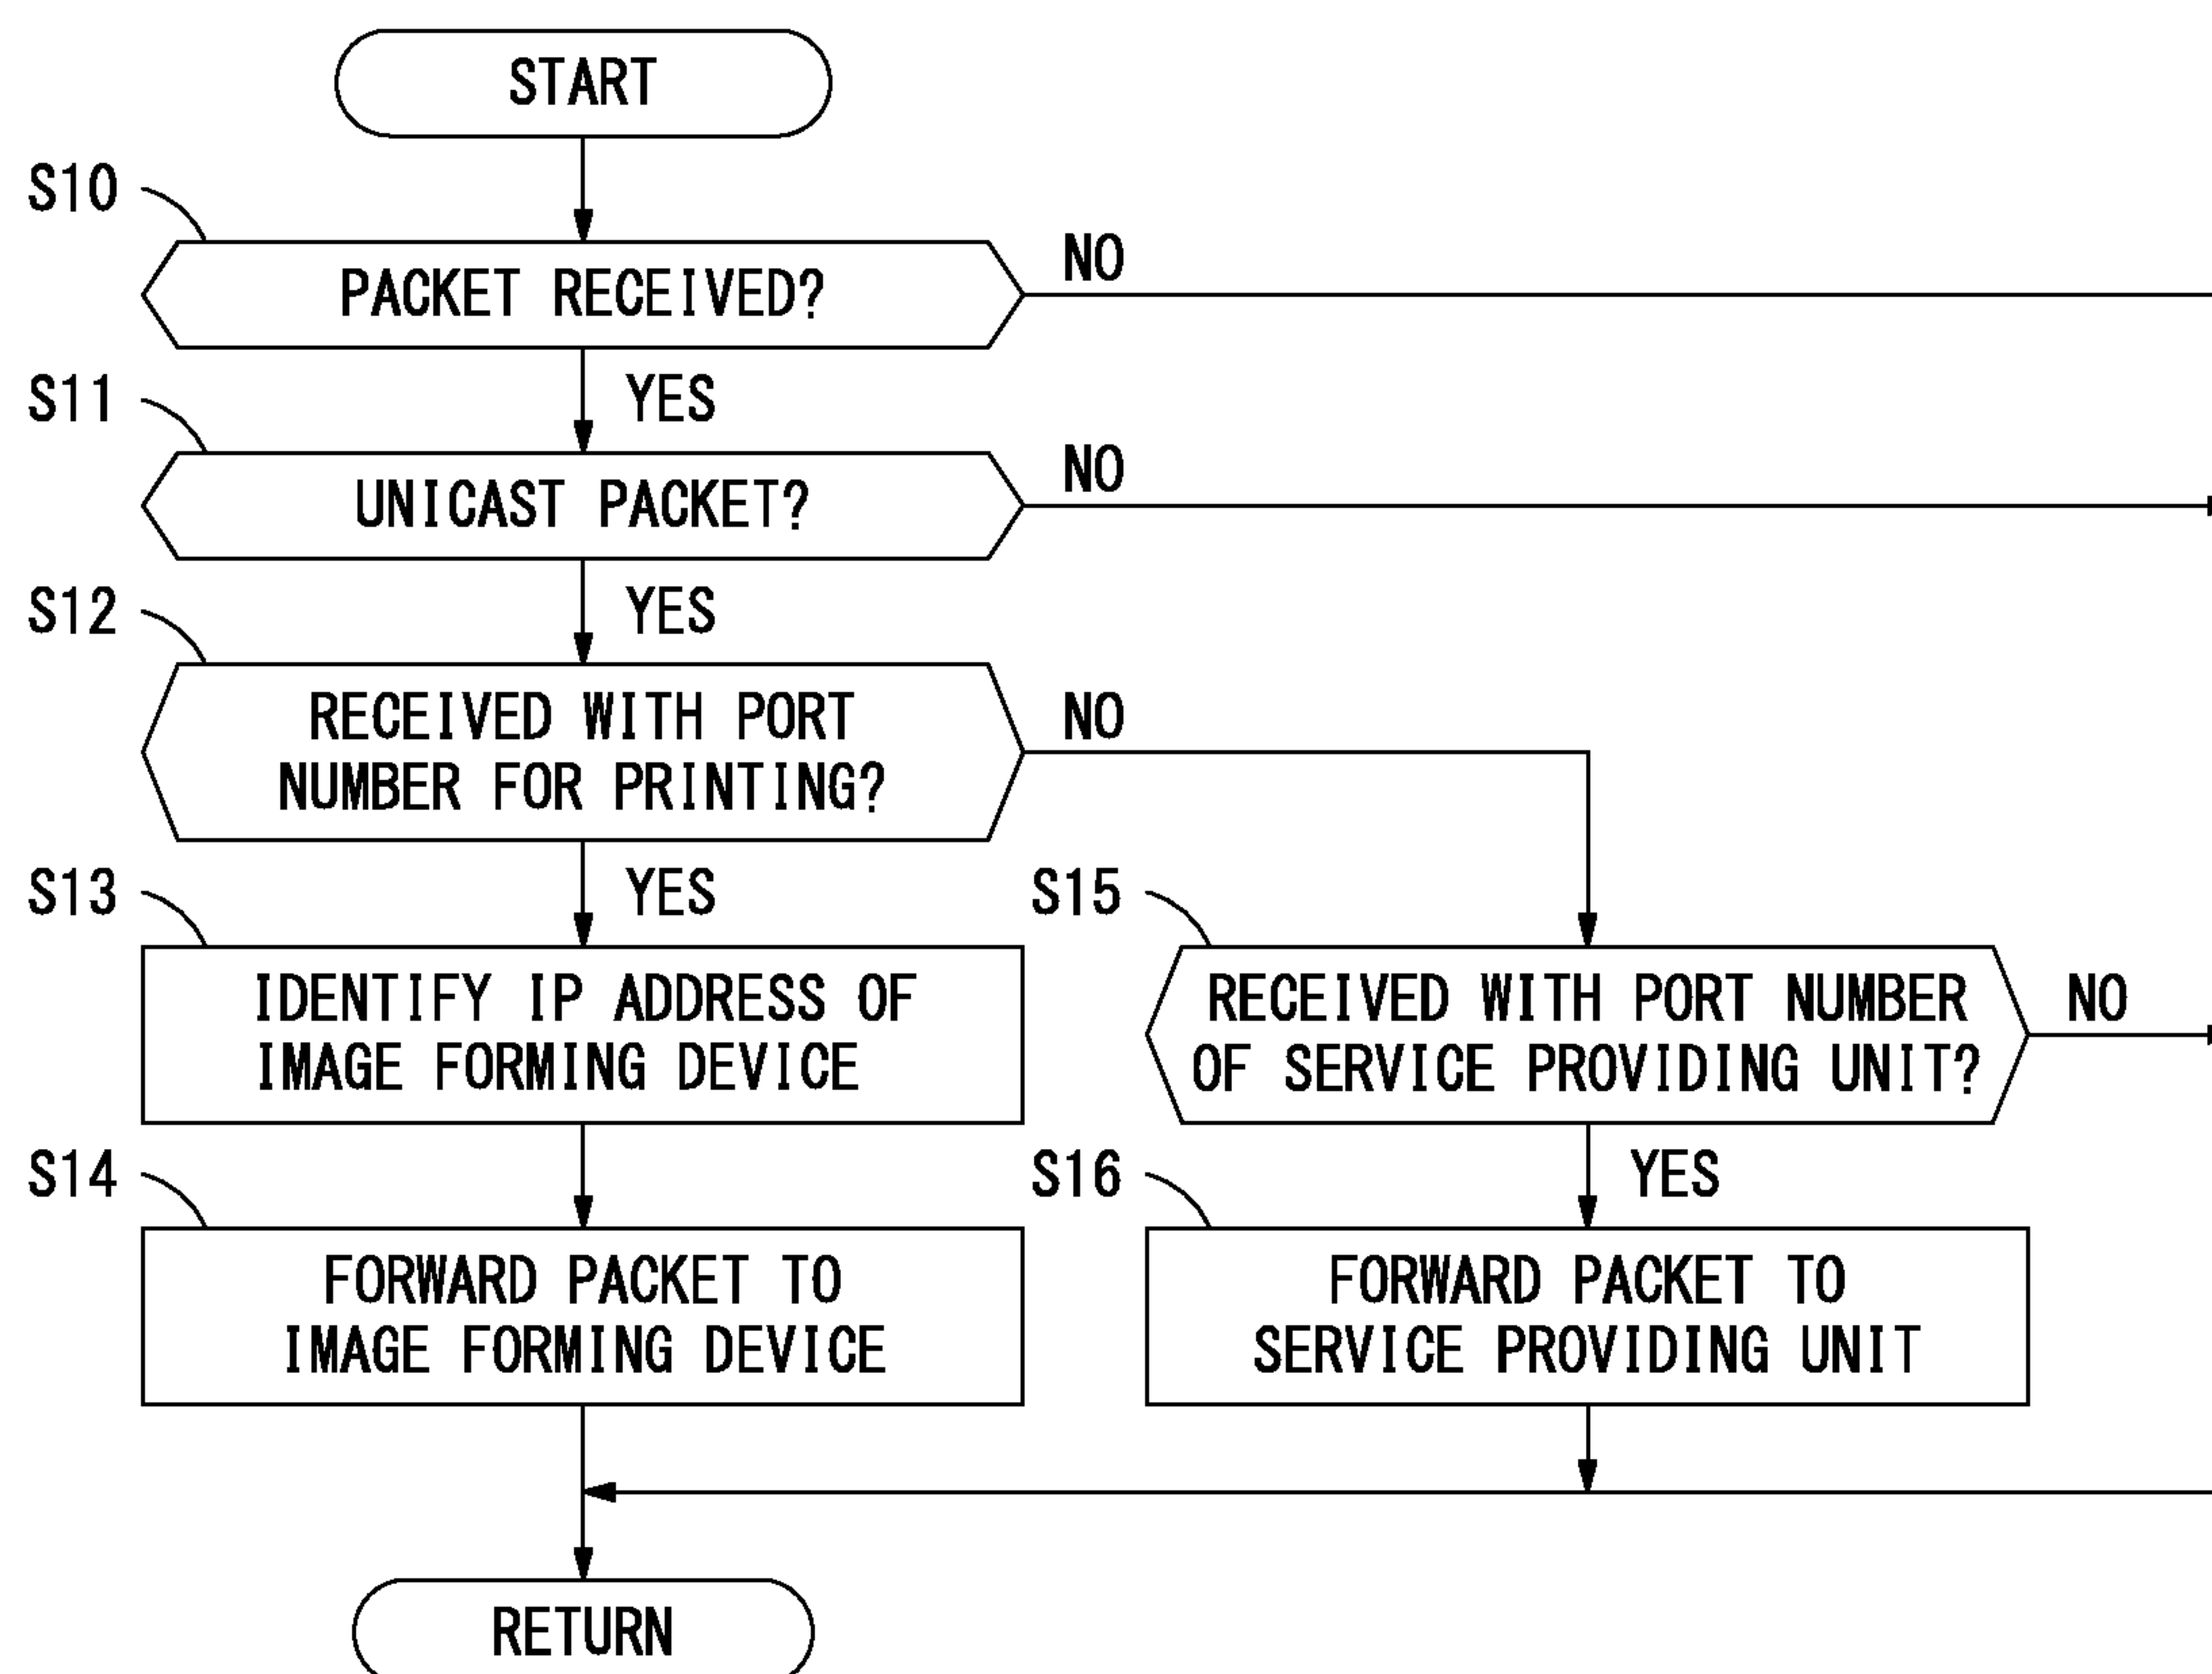 START
S10
PACKET RECEIVED?
NO
YES
S11
UNICAST PACKET?
NO
YES
S12
RECEIVED WITH PORT
NUMBER FOR PRINTING?
NO
YES
S13
IDENTIFY IP ADDRESS OF
IMAGE FORMING DEVICE
S15
RECEIVED WITH PORT NUMBER
OF SERVICE PROVIDING UNIT?
NO
YES
S14
FORWARD PACKET TO
IMAGE FORMING DEVICE
S16
FORWARD PACKET TO
SERVICE PROVIDING UNIT
RETURN